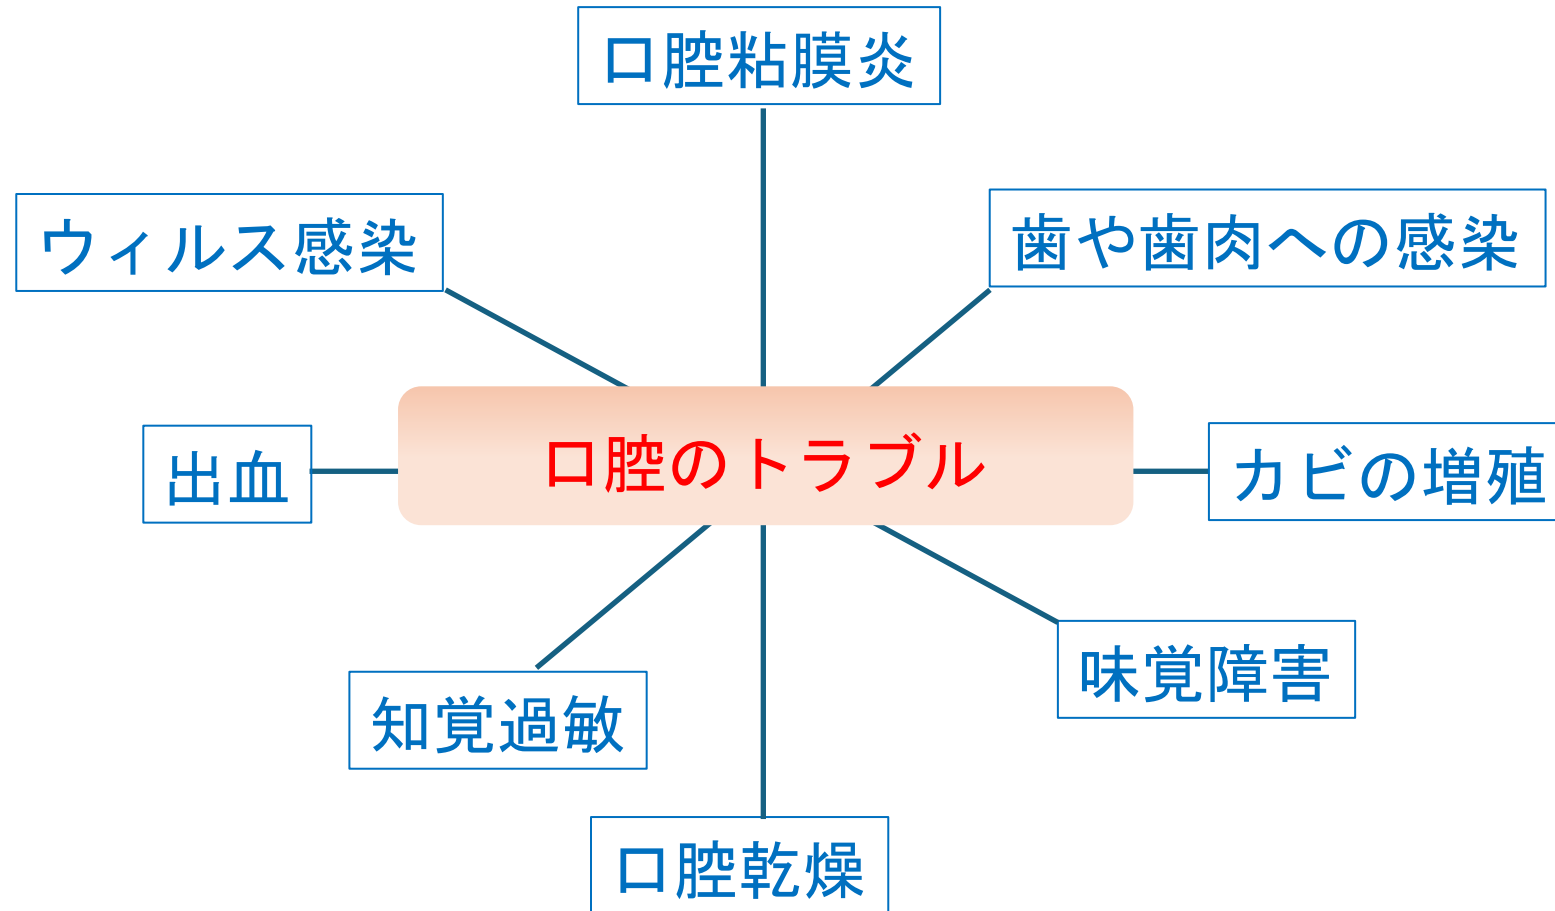 口腔粘膜炎
ウィルス感染
歯や歯肉への感染
口腔のトラブル
出血
カビの増殖
味覚障害
知覚過敏
口腔乾燥